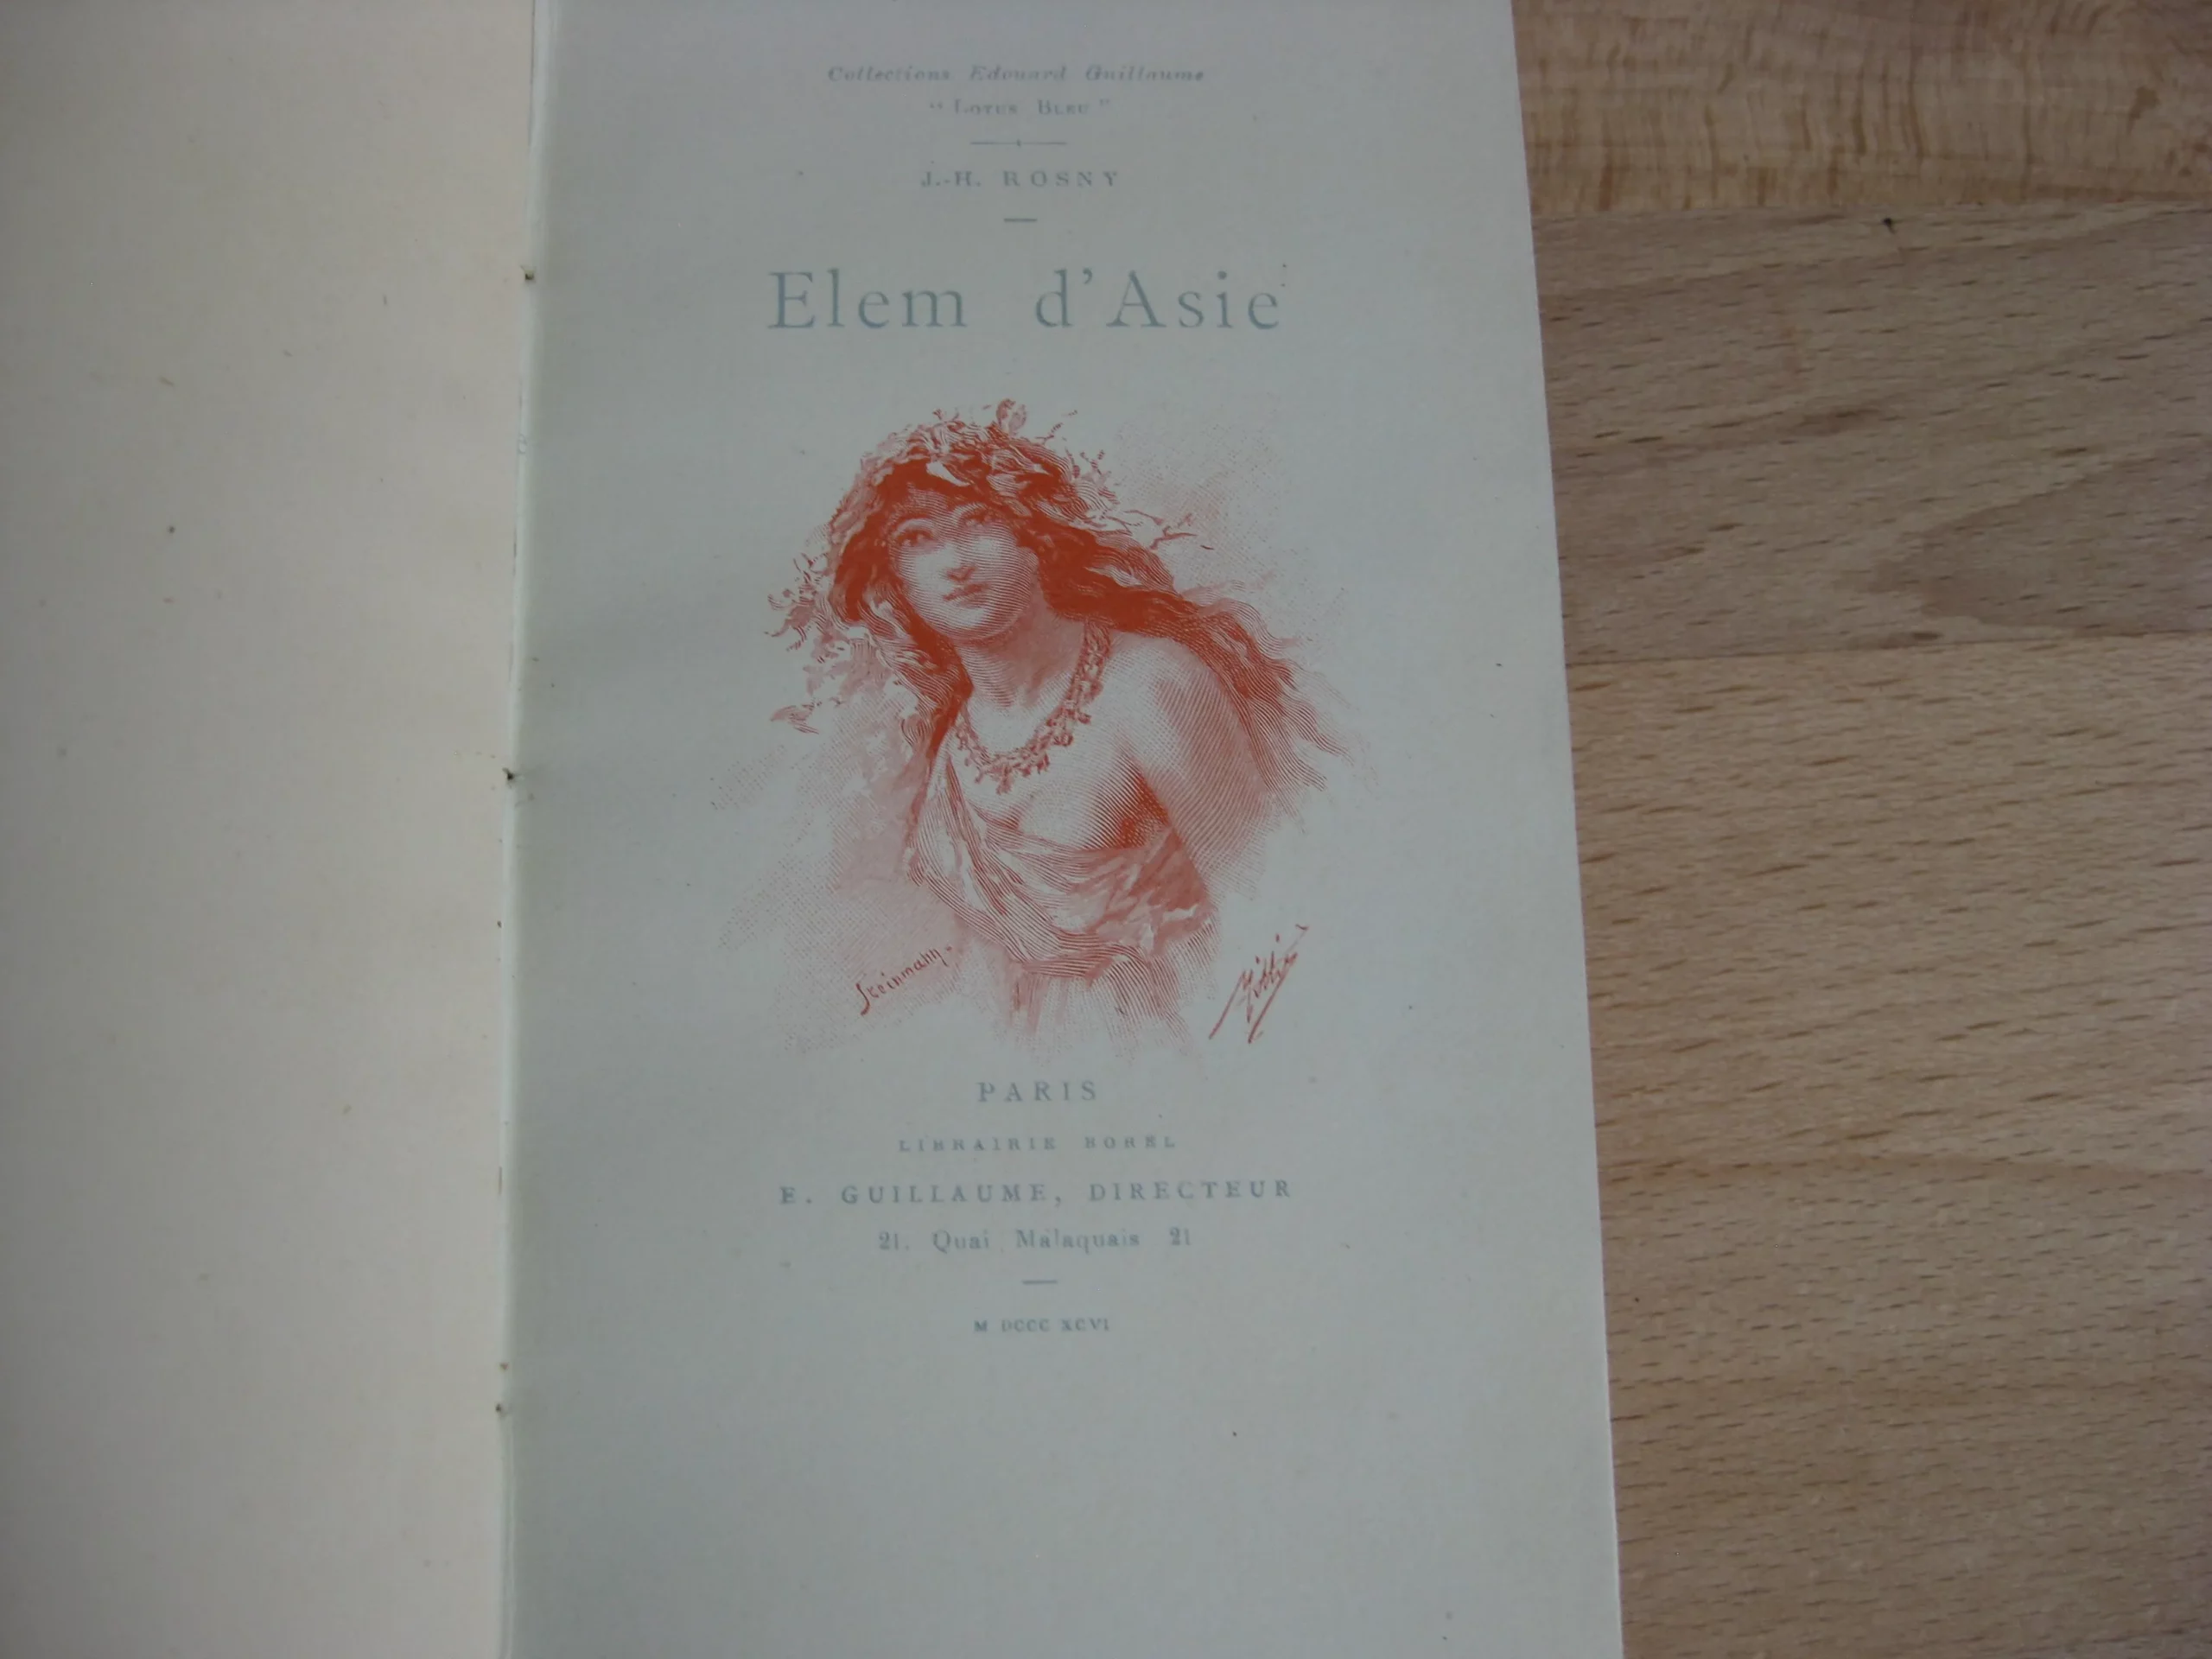 Collections Edouard Guillaume
" LOTUS BLEU "
J.-H. ROSNY
Elem d'Asie
Steinmann
PARIS
LIBRAIRIE BOREL
E. GUILLAUME, DIRECTEUR
21, Quai Malaquais 21
M DCCC XCVI